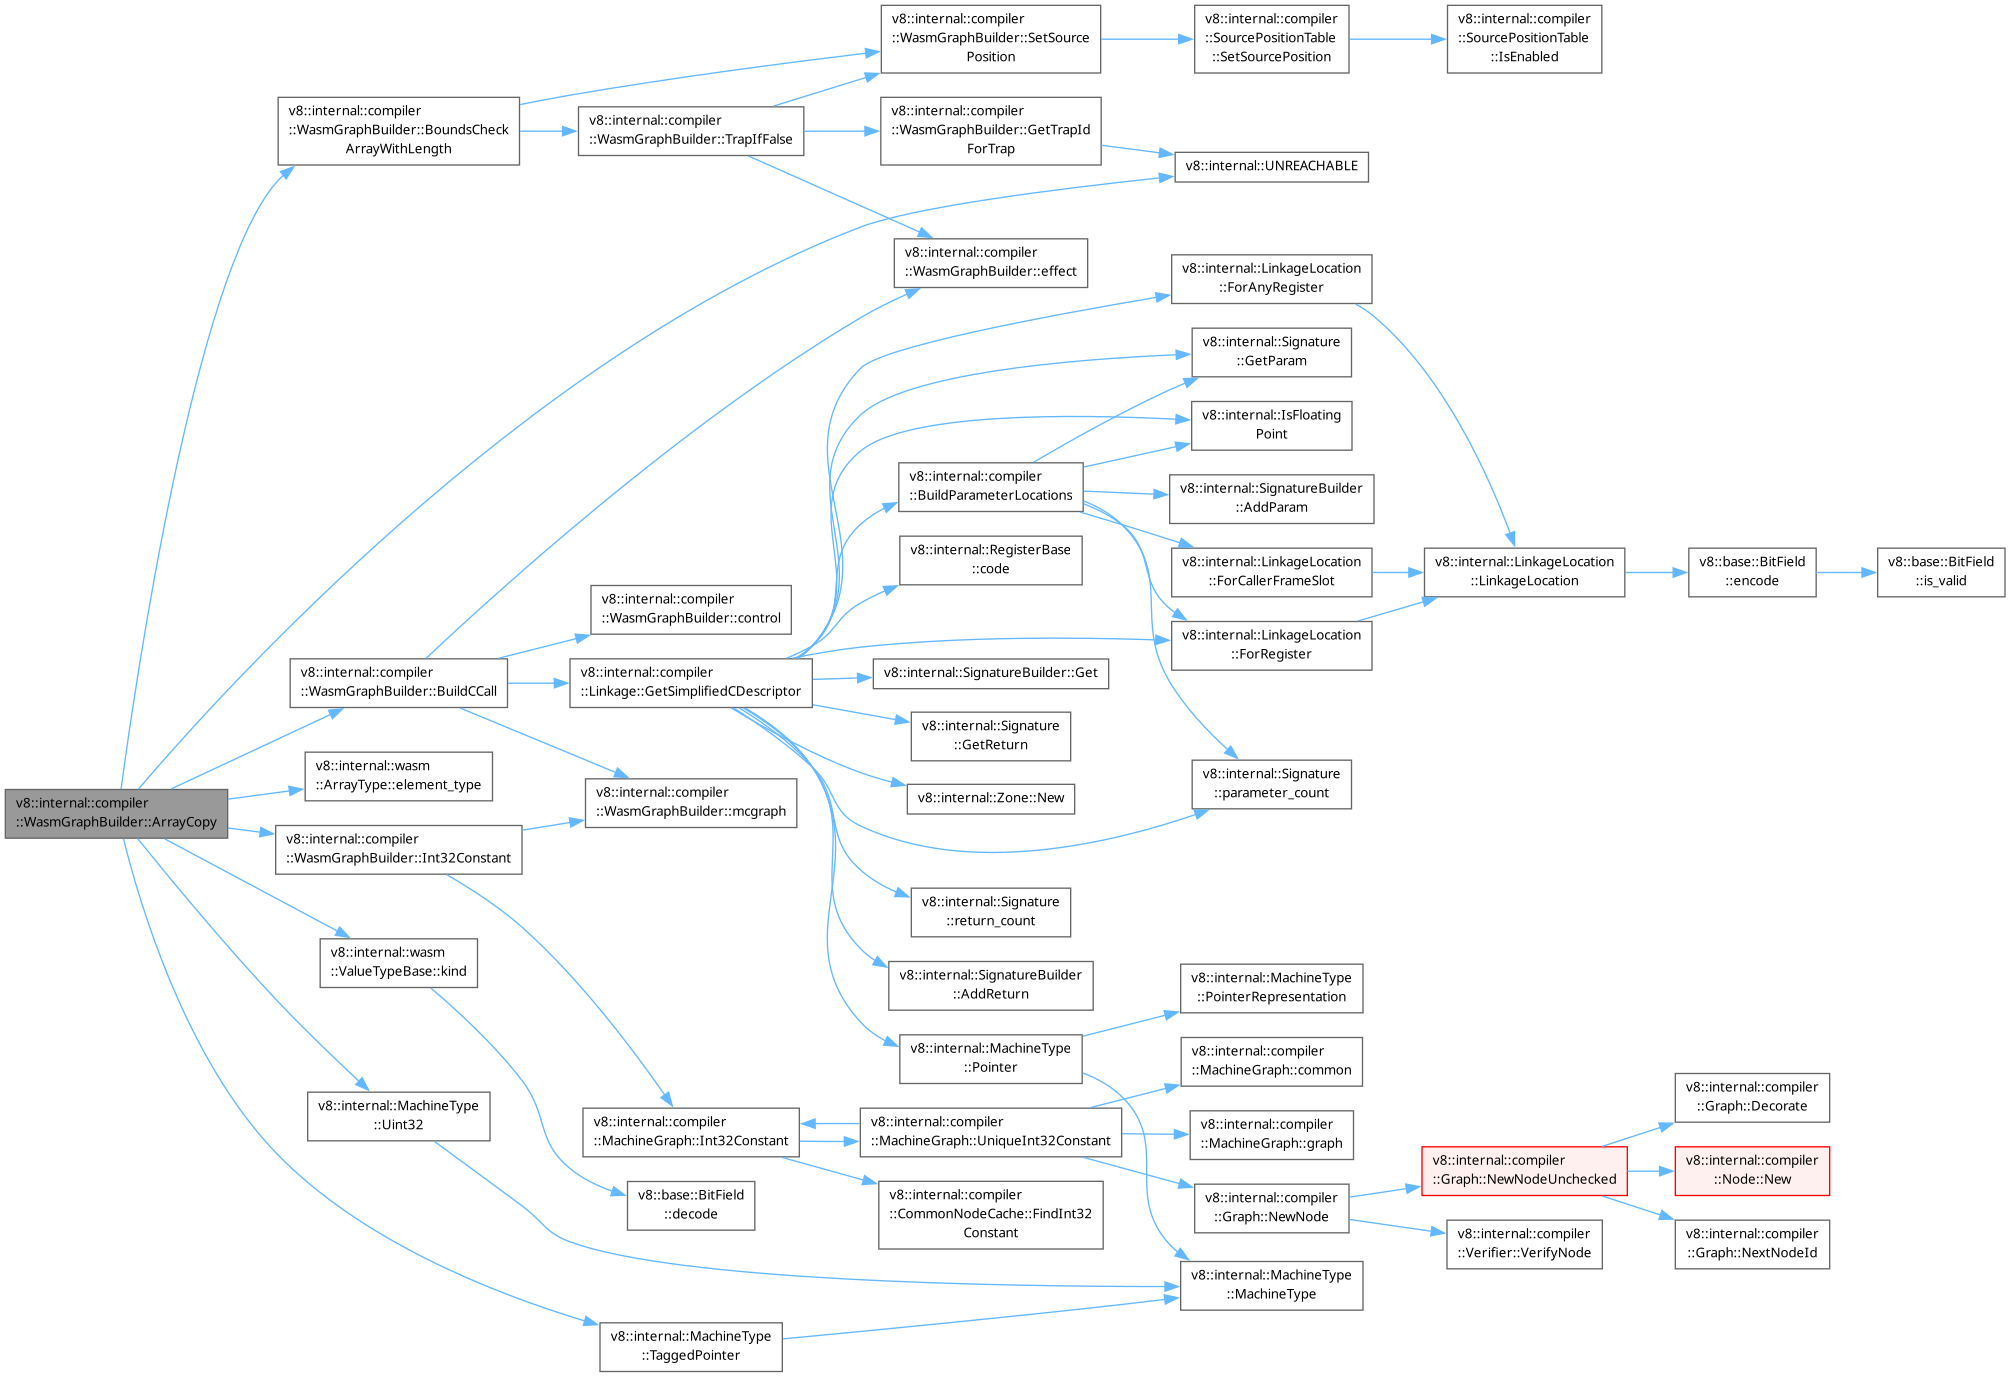 v8::internal::compiler
::WasmGraphBuilder::ArrayCopy
v8::internal::compiler
::WasmGraphBuilder::BoundsCheck
ArrayWithLength
v8::internal::compiler
::WasmGraphBuilder::TrapIfFalse
v8::internal::compiler
::WasmGraphBuilder::SetSource
Position
v8::internal::compiler
::SourcePositionTable
::SetSourcePosition
v8::internal::compiler
::SourcePositionTable
::IsEnabled
v8::internal::compiler
::WasmGraphBuilder::GetTrapId
ForTrap
v8::internal::UNREACHABLE
v8::internal::compiler
::WasmGraphBuilder::effect
v8::internal::compiler
::WasmGraphBuilder::BuildCCall
v8::internal::compiler
::WasmGraphBuilder::control
v8::internal::compiler
::Linkage::GetSimplifiedCDescriptor
v8::internal::compiler
::WasmGraphBuilder::mcgraph
v8::internal::LinkageLocation
::ForAnyRegister
v8::internal::Signature
::GetParam
v8::internal::IsFloating
Point
v8::internal::compiler
::BuildParameterLocations
v8::internal::SignatureBuilder
::AddParam
v8::internal::RegisterBase
::code
v8::internal::LinkageLocation
::ForCallerFrameSlot
v8::internal::LinkageLocation
::LinkageLocation
v8::base::BitField
::encode
v8::base::BitField
::is_valid
v8::internal::LinkageLocation
::ForRegister
v8::internal::SignatureBuilder::Get
v8::internal::Signature
::GetReturn
v8::internal::Zone::New
v8::internal::Signature
::parameter_count
v8::internal::Signature
::return_count
v8::internal::SignatureBuilder
::AddReturn
v8::internal::MachineType
::Pointer
v8::internal::MachineType
::PointerRepresentation
v8::internal::wasm
::ArrayType::element_type
v8::internal::compiler
::WasmGraphBuilder::Int32Constant
v8::internal::wasm
::ValueTypeBase::kind
v8::internal::MachineType
::Uint32
v8::internal::compiler
::MachineGraph::Int32Constant
v8::internal::compiler
::MachineGraph::UniqueInt32Constant
v8::internal::compiler
::MachineGraph::common
v8::internal::compiler
::MachineGraph::graph
v8::internal::compiler
::Graph::NewNode
v8::internal::compiler
::Graph::NewNodeUnchecked
v8::internal::compiler
::Graph::Decorate
v8::internal::compiler
::Node::New
v8::internal::compiler
::Graph::NextNodeId
v8::internal::compiler
::Verifier::VerifyNode
v8::internal::compiler
::CommonNodeCache::FindInt32
Constant
v8::base::BitField
::decode
v8::internal::MachineType
::MachineType
v8::internal::MachineType
::TaggedPointer